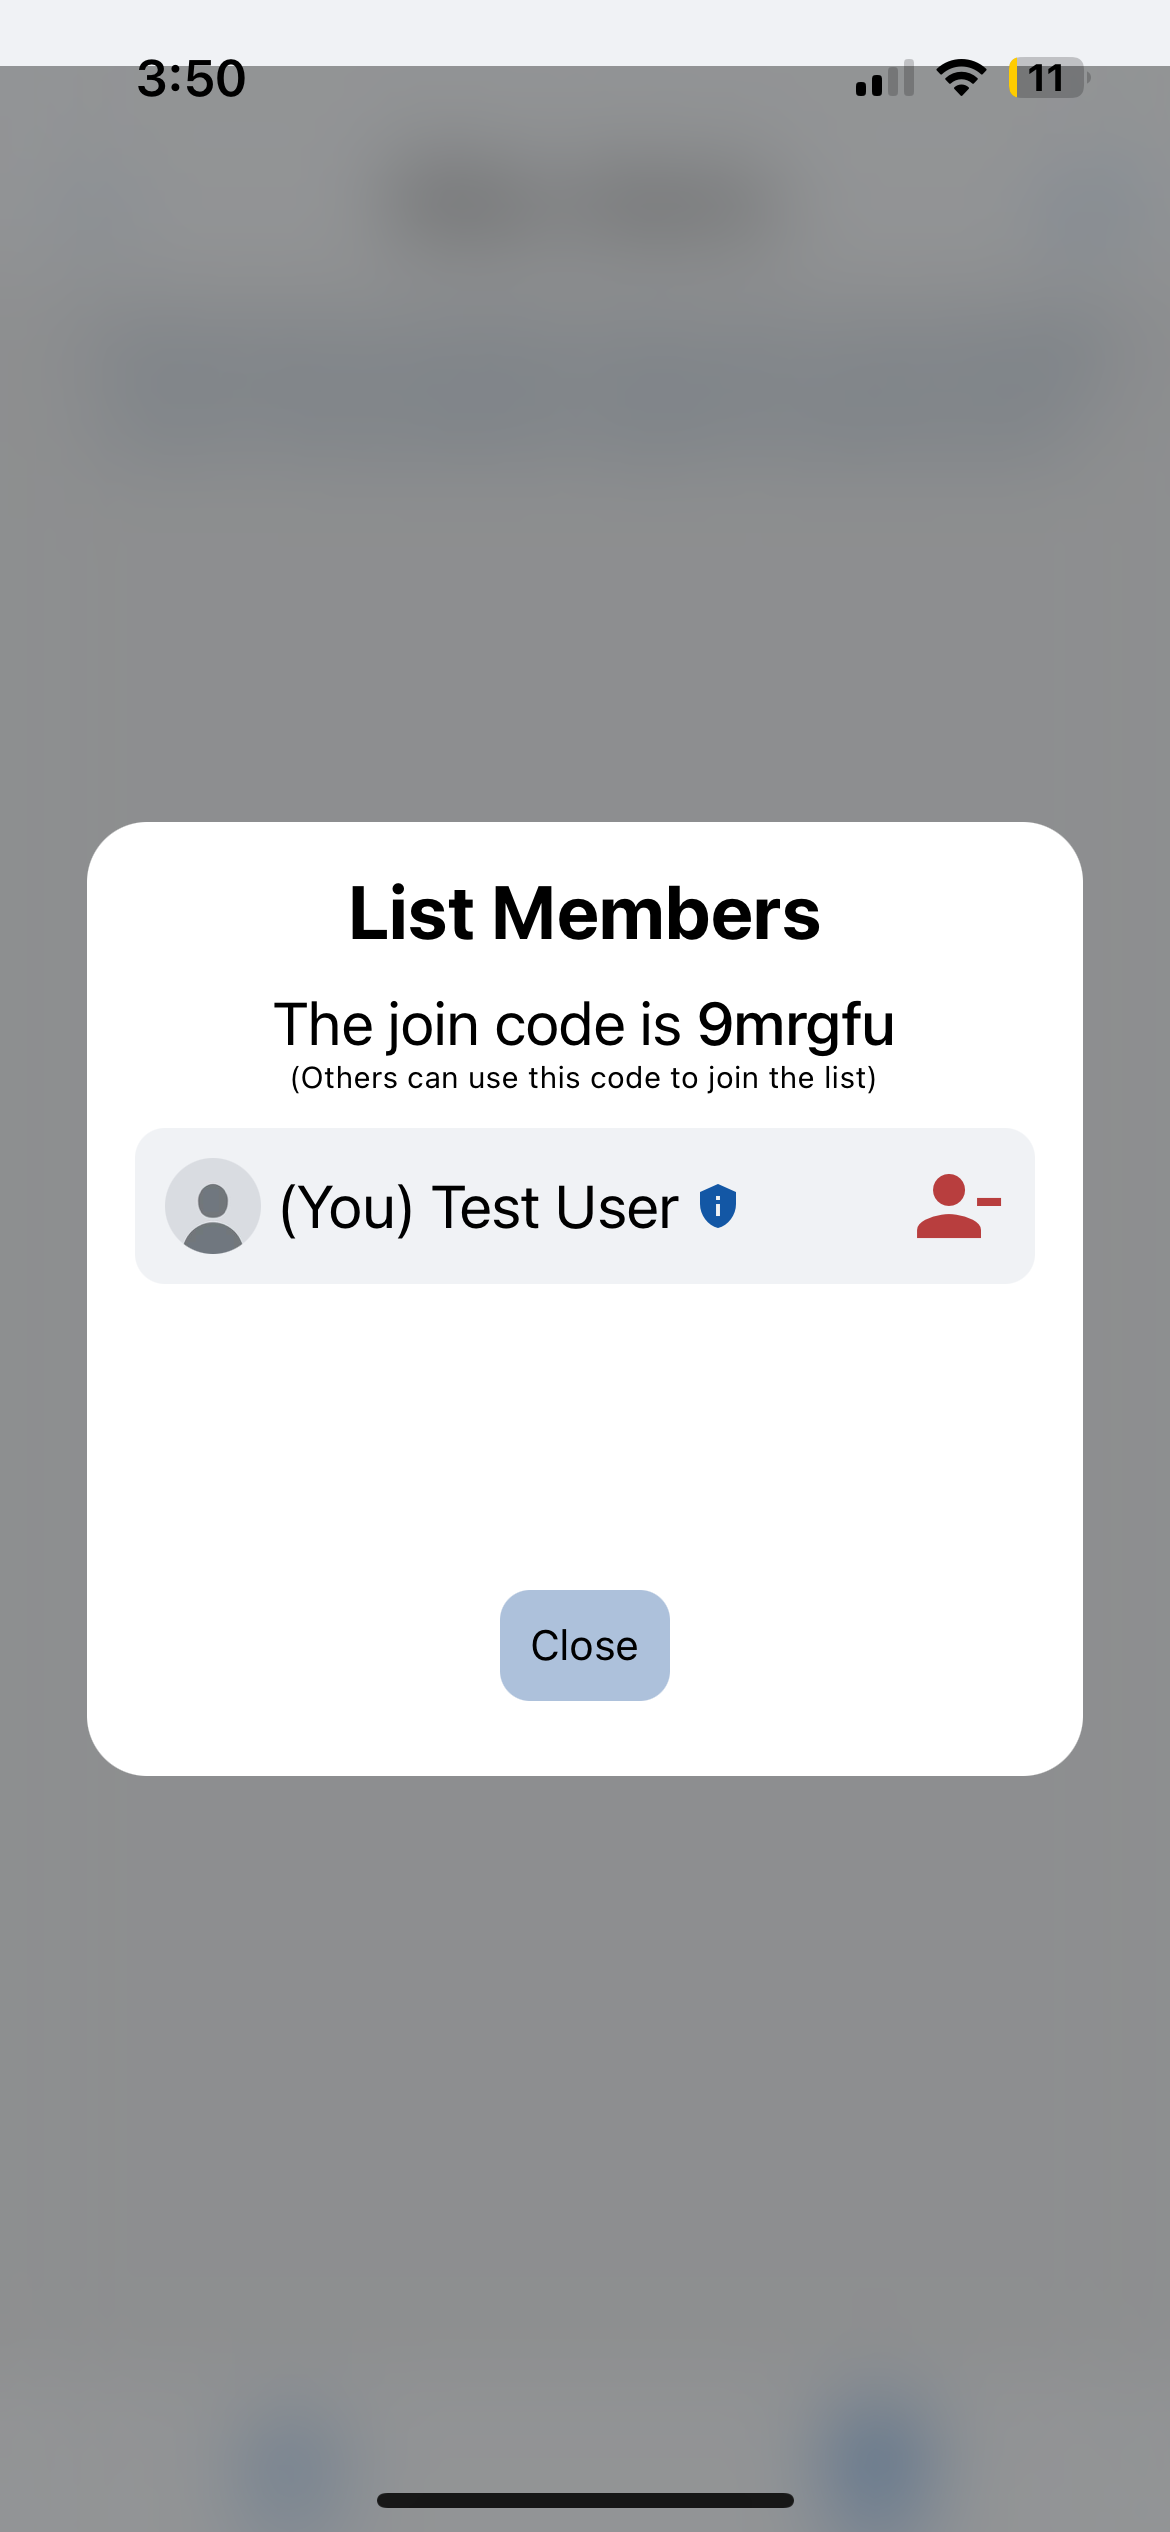 3:50
11
List Members
The join code is 9mrgfu
(Others can use this code to join the list)
(You) Test User
Close